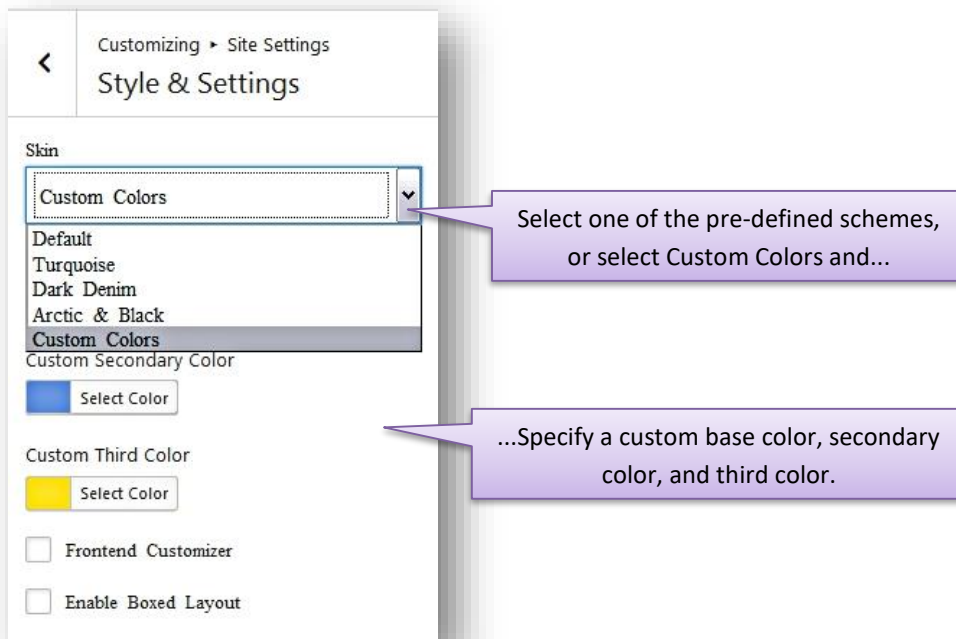 Customizing ▸ Site Settings
Style & Settings
Skin
Custom Colors
Default
Turquoise
Dark Denim
Arctic & Black
Custom Colors
Select one of the pre-defined schemes,
or select Custom Colors and...
Custom Secondary Color
Select Color
...Specify a custom base color, secondary
color, and third color.
Custom Third Color
Select Color
Frontend Customizer
Enable Boxed Layout